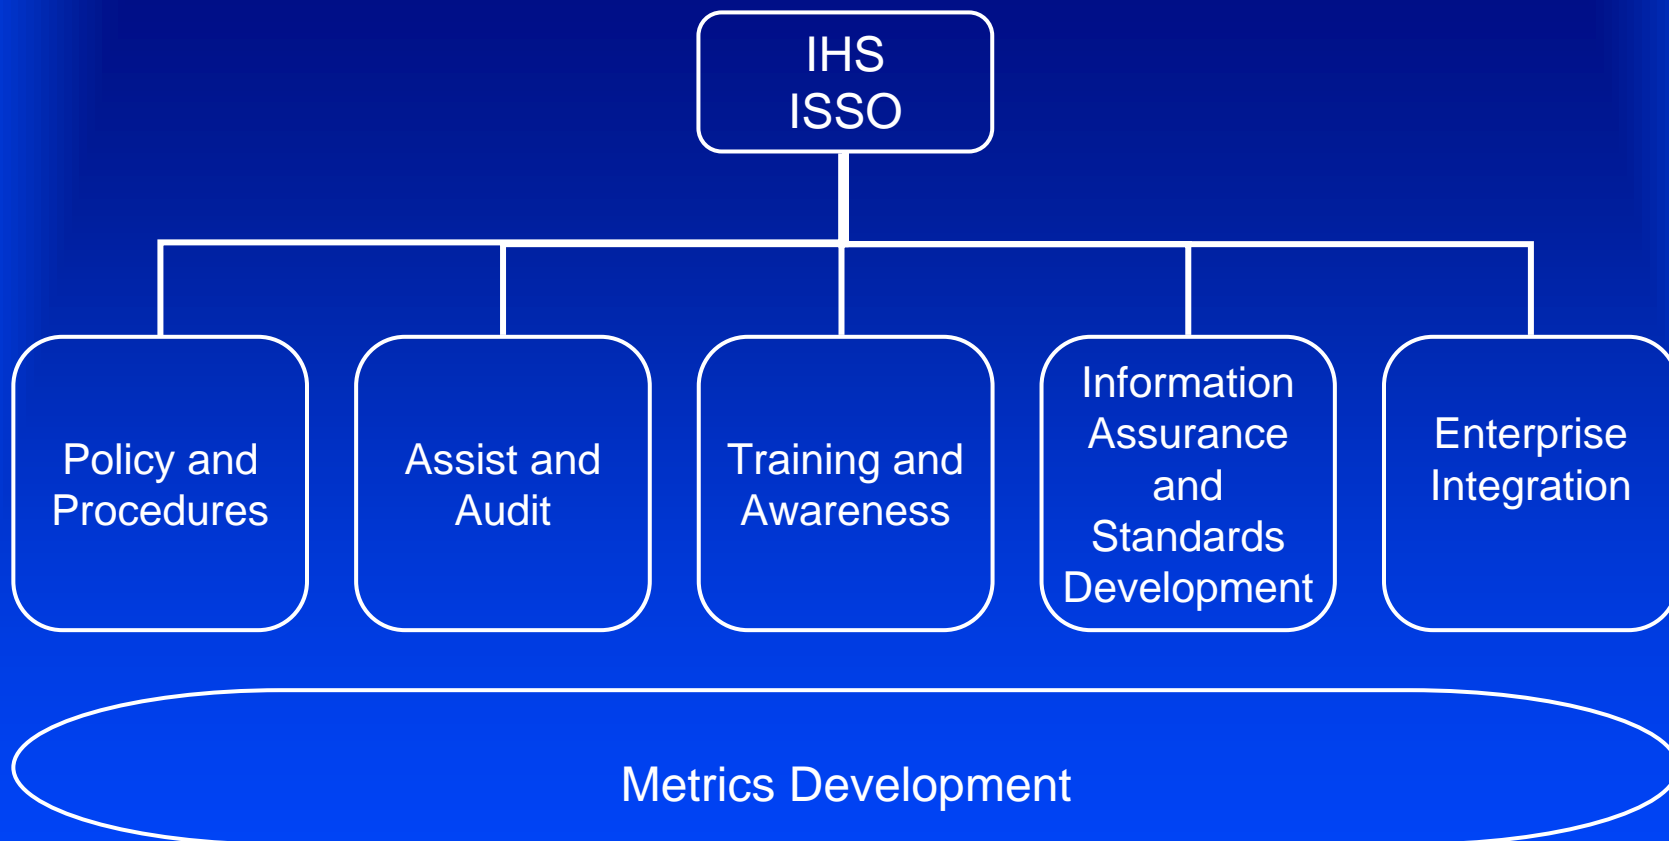 IHS
ISSO
Policy and
Procedures
Assist and
Audit
Training and
Awareness
Information
Assurance
and
Standards
Development
Enterprise
Integration
Metrics Development